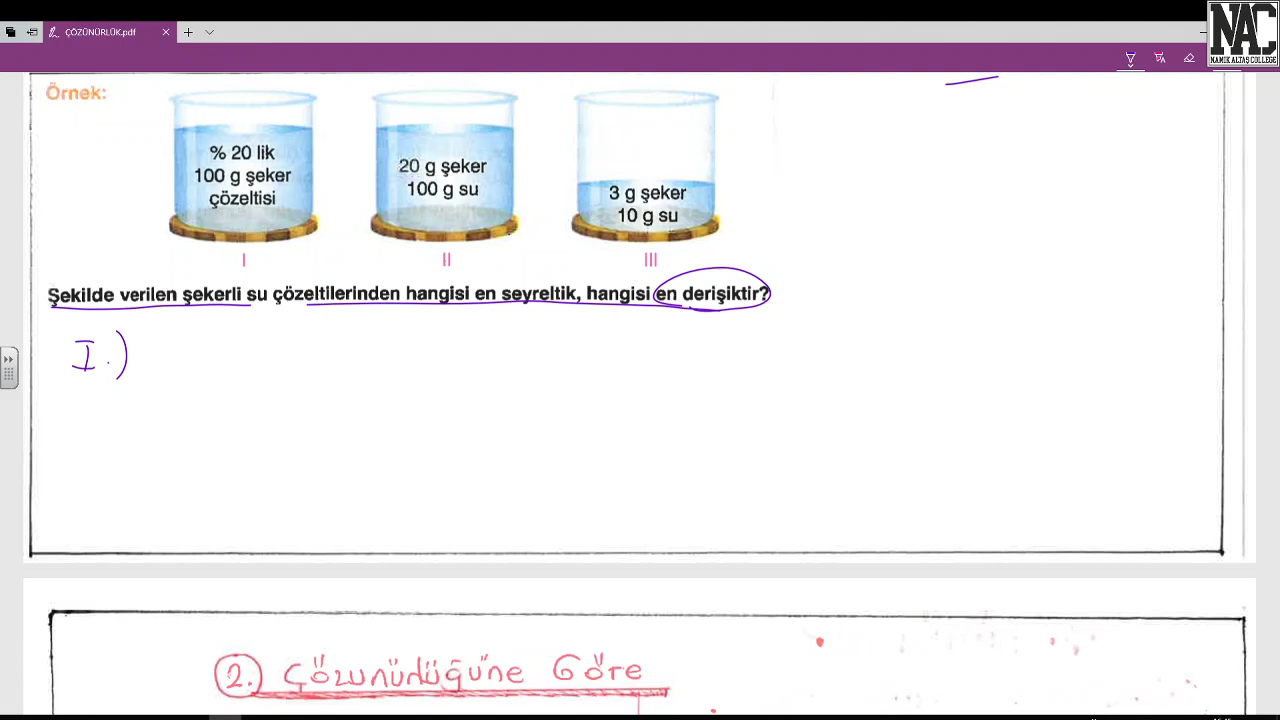 ÇÖZÜNÜRLÜK.pdf
NAC
NAMIK ALTAŞ COLLEGE
Örnek:
% 20 lik
100 g şeker
çözeltisi
20 g şeker
100 g su
3 g şeker
10 g su
I
II
III
Şekilde verilen şekerli su çözeltilerinden hangisi en seyreltik, hangisi en derişiktir?
I.)
2. Çözünürlüğüne Göre